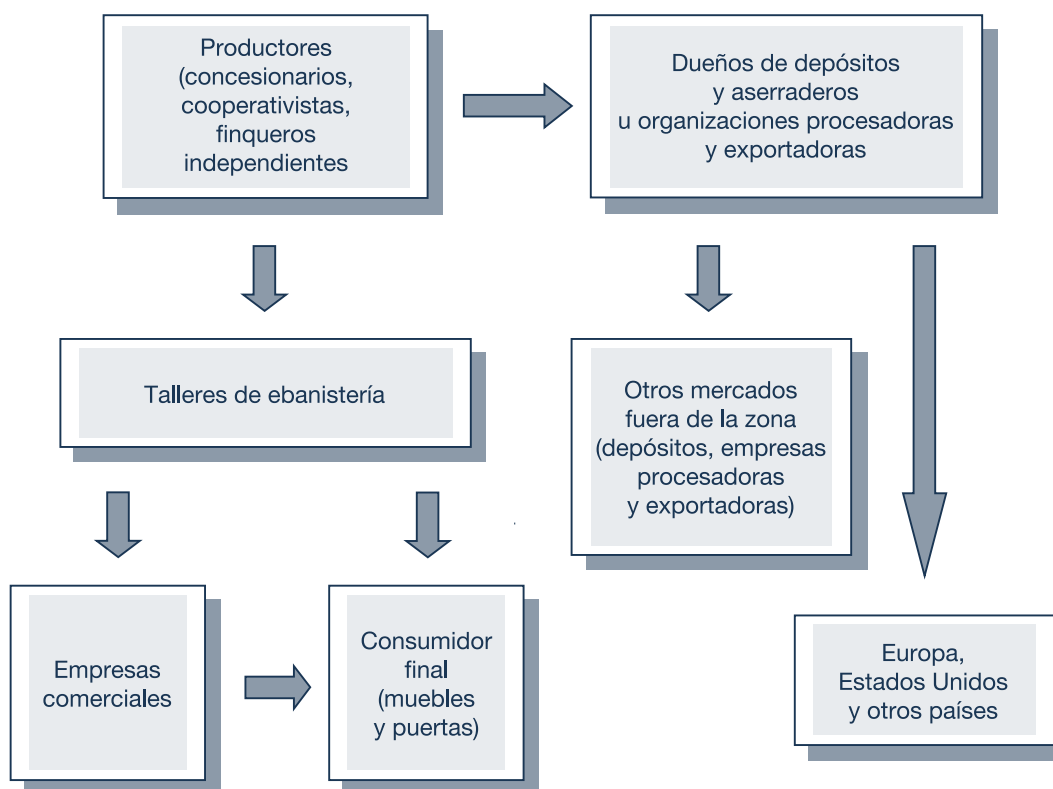 Productores
(concesionarios,
cooperativistas,
finqueros
independientes
Dueños de depósitos
y aserraderos
u organizaciones procesadoras
y exportadoras
Talleres de ebanistería
Otros mercados
fuera de la zona
(depósitos, empresas
procesadoras
y exportadoras)
Empresas
comerciales
Consumidor
final
(muebles
y puertas)
Europa,
Estados Unidos
y otros países